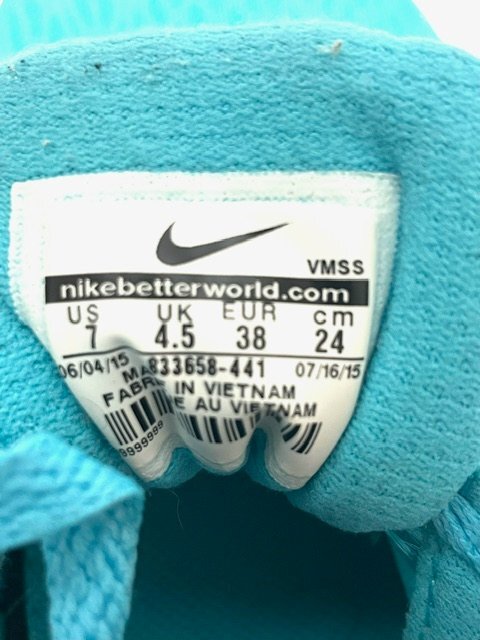 VMSS
nikebetterworld.com
US UK EUR cm
7 4.5 38 24
06/04/15 833658-441 07/16/15
IN VIETNAM
AU VIETNAM